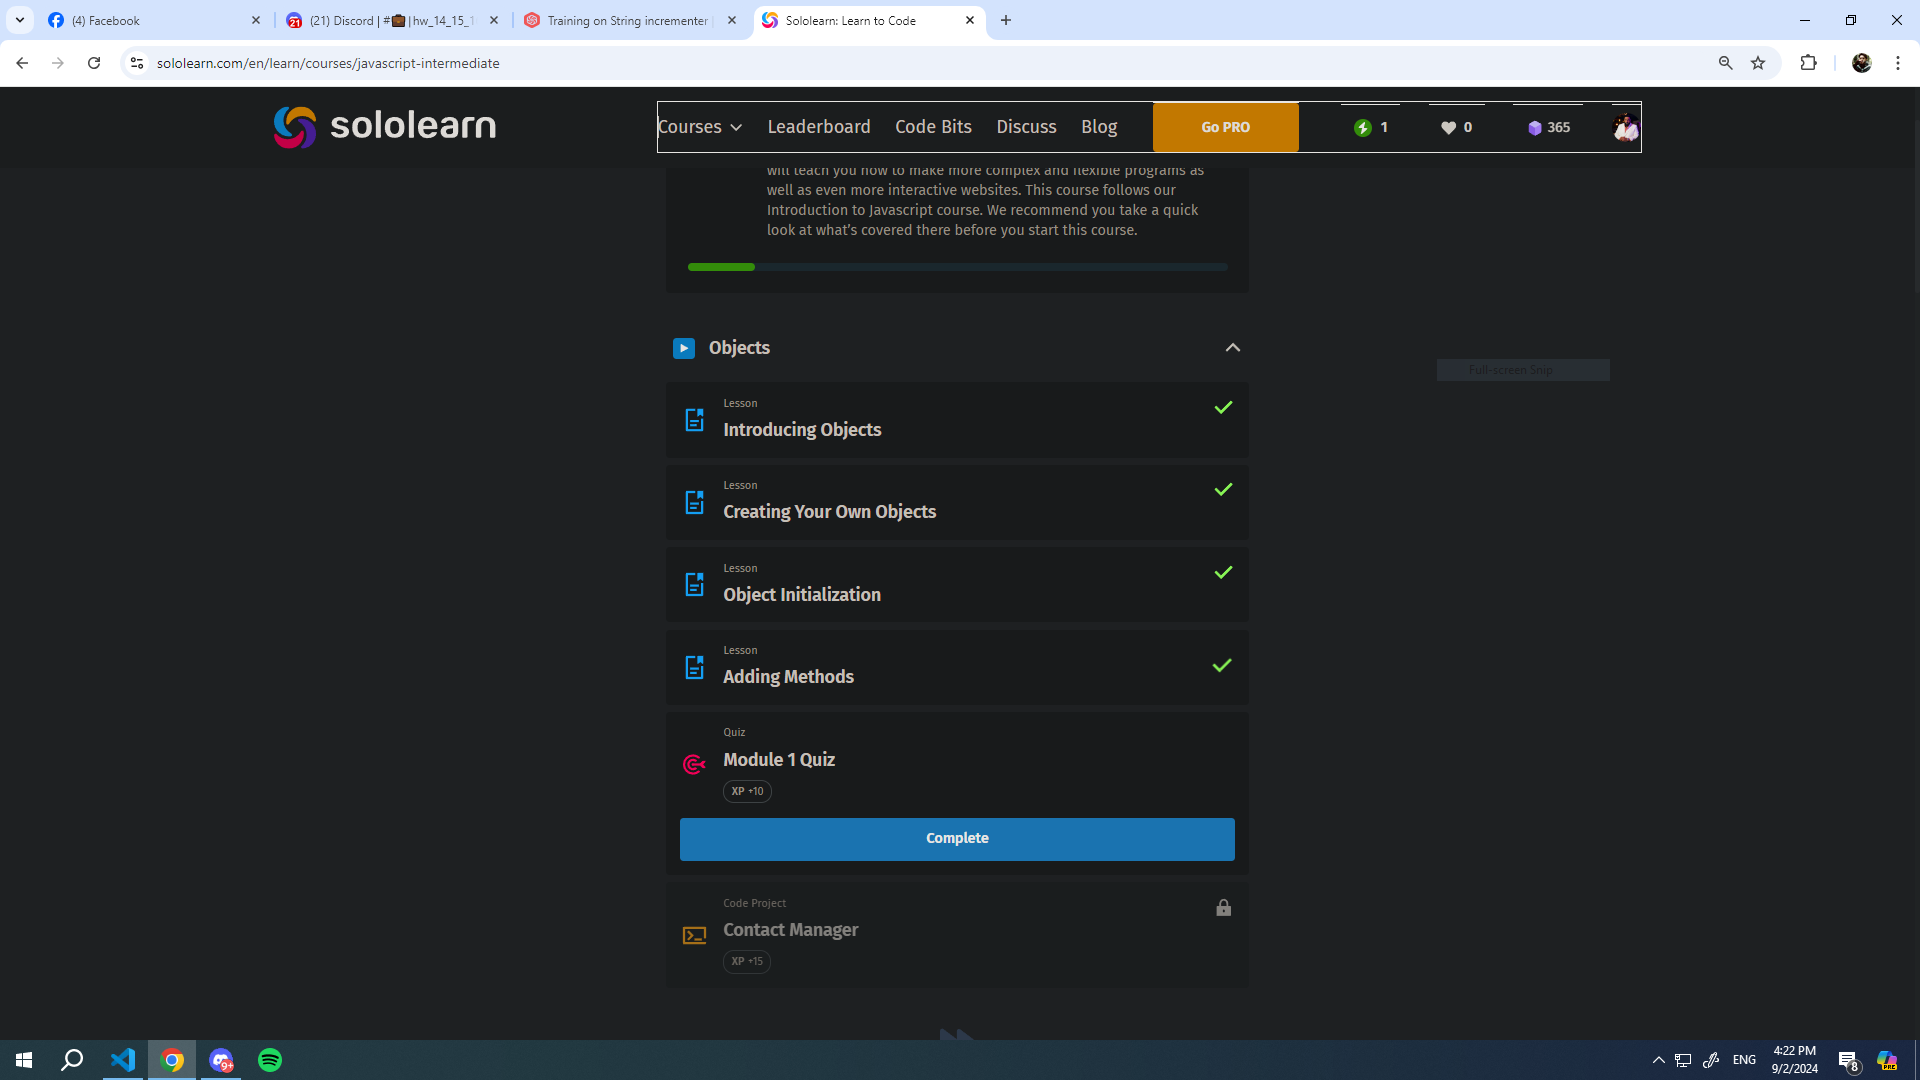 (4) Facebook
(21) Discord | #💼|hw_14_15_1
Training on String incrementer |
Sololearn: Learn to Code
sololearn.com/en/learn/courses/javascript-intermediate
sololearn
Courses
Leaderboard
Code Bits
Discuss
Blog
Go PRO
1
0
365
will teach you how to make more complex and flexible programs as
well as even more interactive websites. This course follows our
Introduction to Javascript course. We recommend you take a quick
look at what's covered there before you start this course.
Objects
Full-screen Snip
Lesson
Introducing Objects
Lesson
Creating Your Own Objects
Lesson
Object Initialization
Lesson
Adding Methods
Quiz
Module 1 Quiz
XP +10
Complete
Code Project
Contact Manager
XP +15
9+
ENG
4:22 PM
9/2/2024
8
PRE